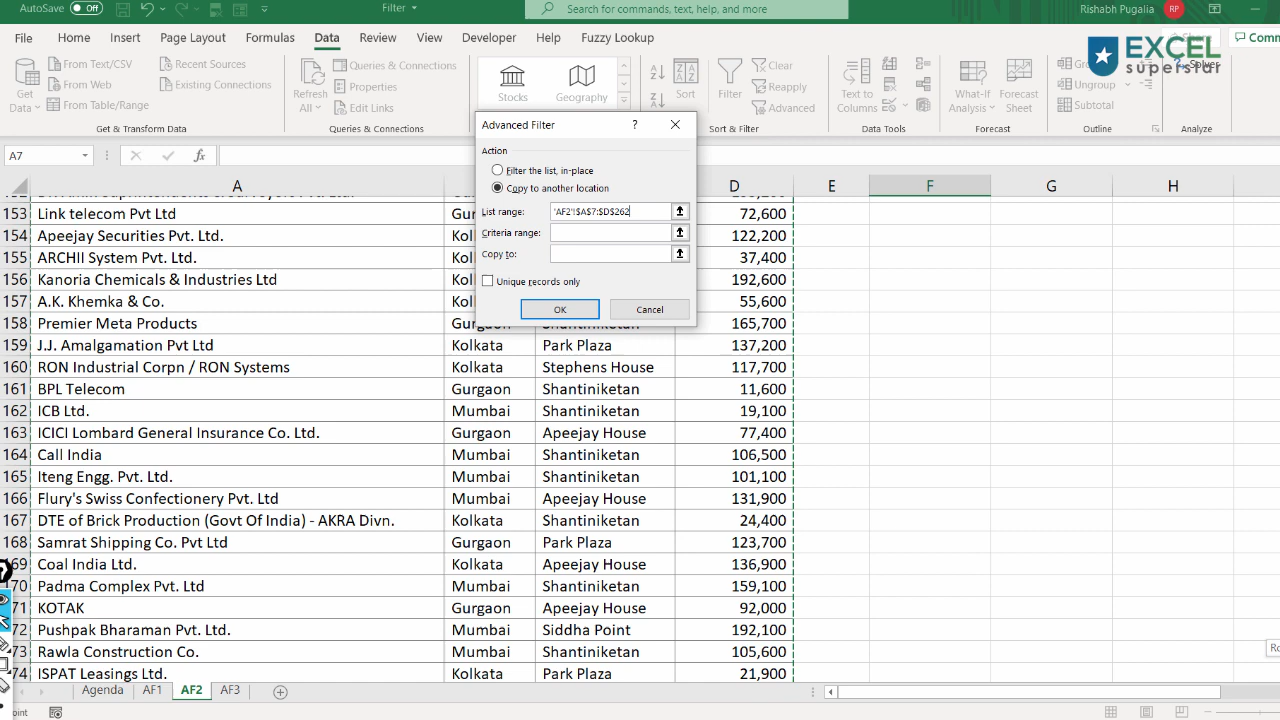 AutoSave Off Filter Search for commands, text, help, and more Rishabh Pugalia RP
File Home Insert Page Layout Formulas Data Review View Developer Help Fuzzy Lookup
EXCEL
superstar
Get
Data
From Text/CSV
From Web
From Table/Range
Recent Sources
Existing Connections
Get & Transform Data
Refresh
All
Queries & Connections
Properties
Edit Links
Queries & Connections
Stocks Geography
Sort Filter
Clear
Reapply
Advanced
Sort & Filter
Text to
Columns
Data Tools
What-If
Analysis
Forecast
Sheet
Forecast
Ungroup
Subtotal
Outline
Solver
Analyze
A7 fx
Advanced Filter ? 
Action
Filter the list, in-place
Copy to another location
List range: 'AF2'!$A$7:$D$262
Criteria range:
Copy to:
Unique records only
OK Cancel
A D E F G H
153 Link telecom Pvt Ltd 72,600
154 Apeejay Securities Pvt. Ltd. 122,200
155 ARCHII System Pvt. Ltd. 37,400
156 Kanoria Chemicals & Industries Ltd 192,600
157 A.K. Khemka & Co. 55,600
158 Premier Meta Products 165,700
159 J.J. Amalgamation Pvt Ltd Kolkata Park Plaza 137,200
160 RON Industrial Corpn / RON Systems Kolkata Stephens House 117,700
161 BPL Telecom Gurgaon Shantiniketan 11,600
162 ICB Ltd. Mumbai Shantiniketan 19,100
163 ICICI Lombard General Insurance Co. Ltd. Gurgaon Apeejay House 77,400
164 Call India Mumbai Shantiniketan 106,500
165 Iteng Engg. Pvt. Ltd. Mumbai Shantiniketan 101,100
166 Flury's Swiss Confectionery Pvt. Ltd Mumbai Apeejay House 131,900
167 DTE of Brick Production (Govt Of India) - AKRA Divn. Kolkata Shantiniketan 24,400
168 Samrat Shipping Co. Pvt Ltd Gurgaon Park Plaza 123,700
169 Coal India Ltd. Kolkata Shantiniketan 136,900
170 Padma Complex Pvt. Ltd Mumbai Shantiniketan 159,100
71 KOTAK Gurgaon Apeejay House 92,000
72 Pushpak Bharaman Pvt. Ltd. Mumbai Siddha Point 192,100
73 Rawla Construction Co. Mumbai Shantiniketan 105,600
74 ISPAT Leasings Ltd. Kolkata Park Plaza 21,900
Agenda AF1 AF2 AF3